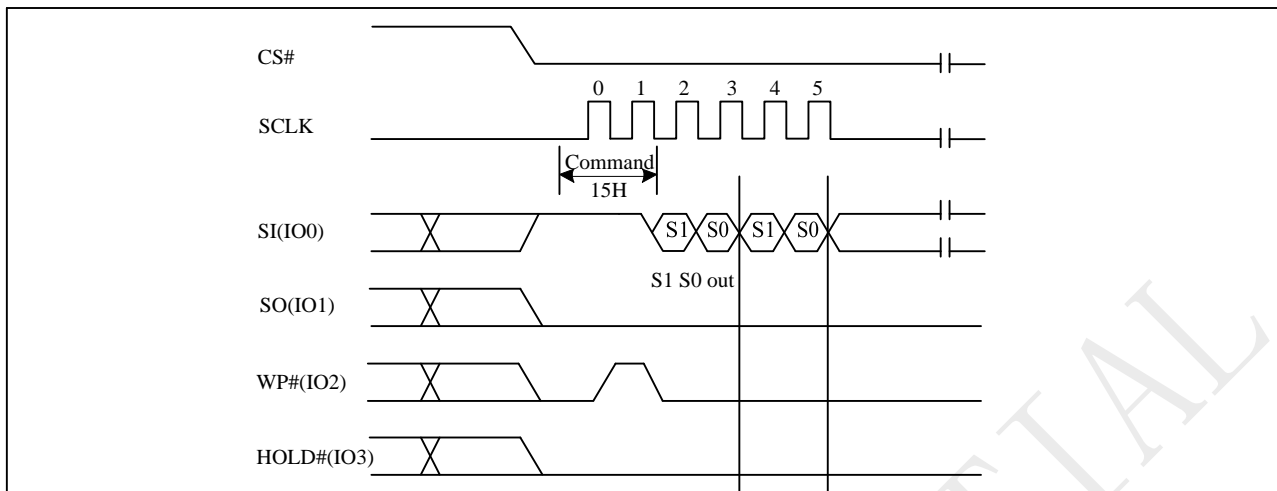 CS#
0 1 2 3 4 5
SCLK
Command
15H
SI(IO0)
S1 S0 S1 S0
S1 S0 out
SO(IO1)
WP#(IO2)
HOLD#(IO3)
TIAL